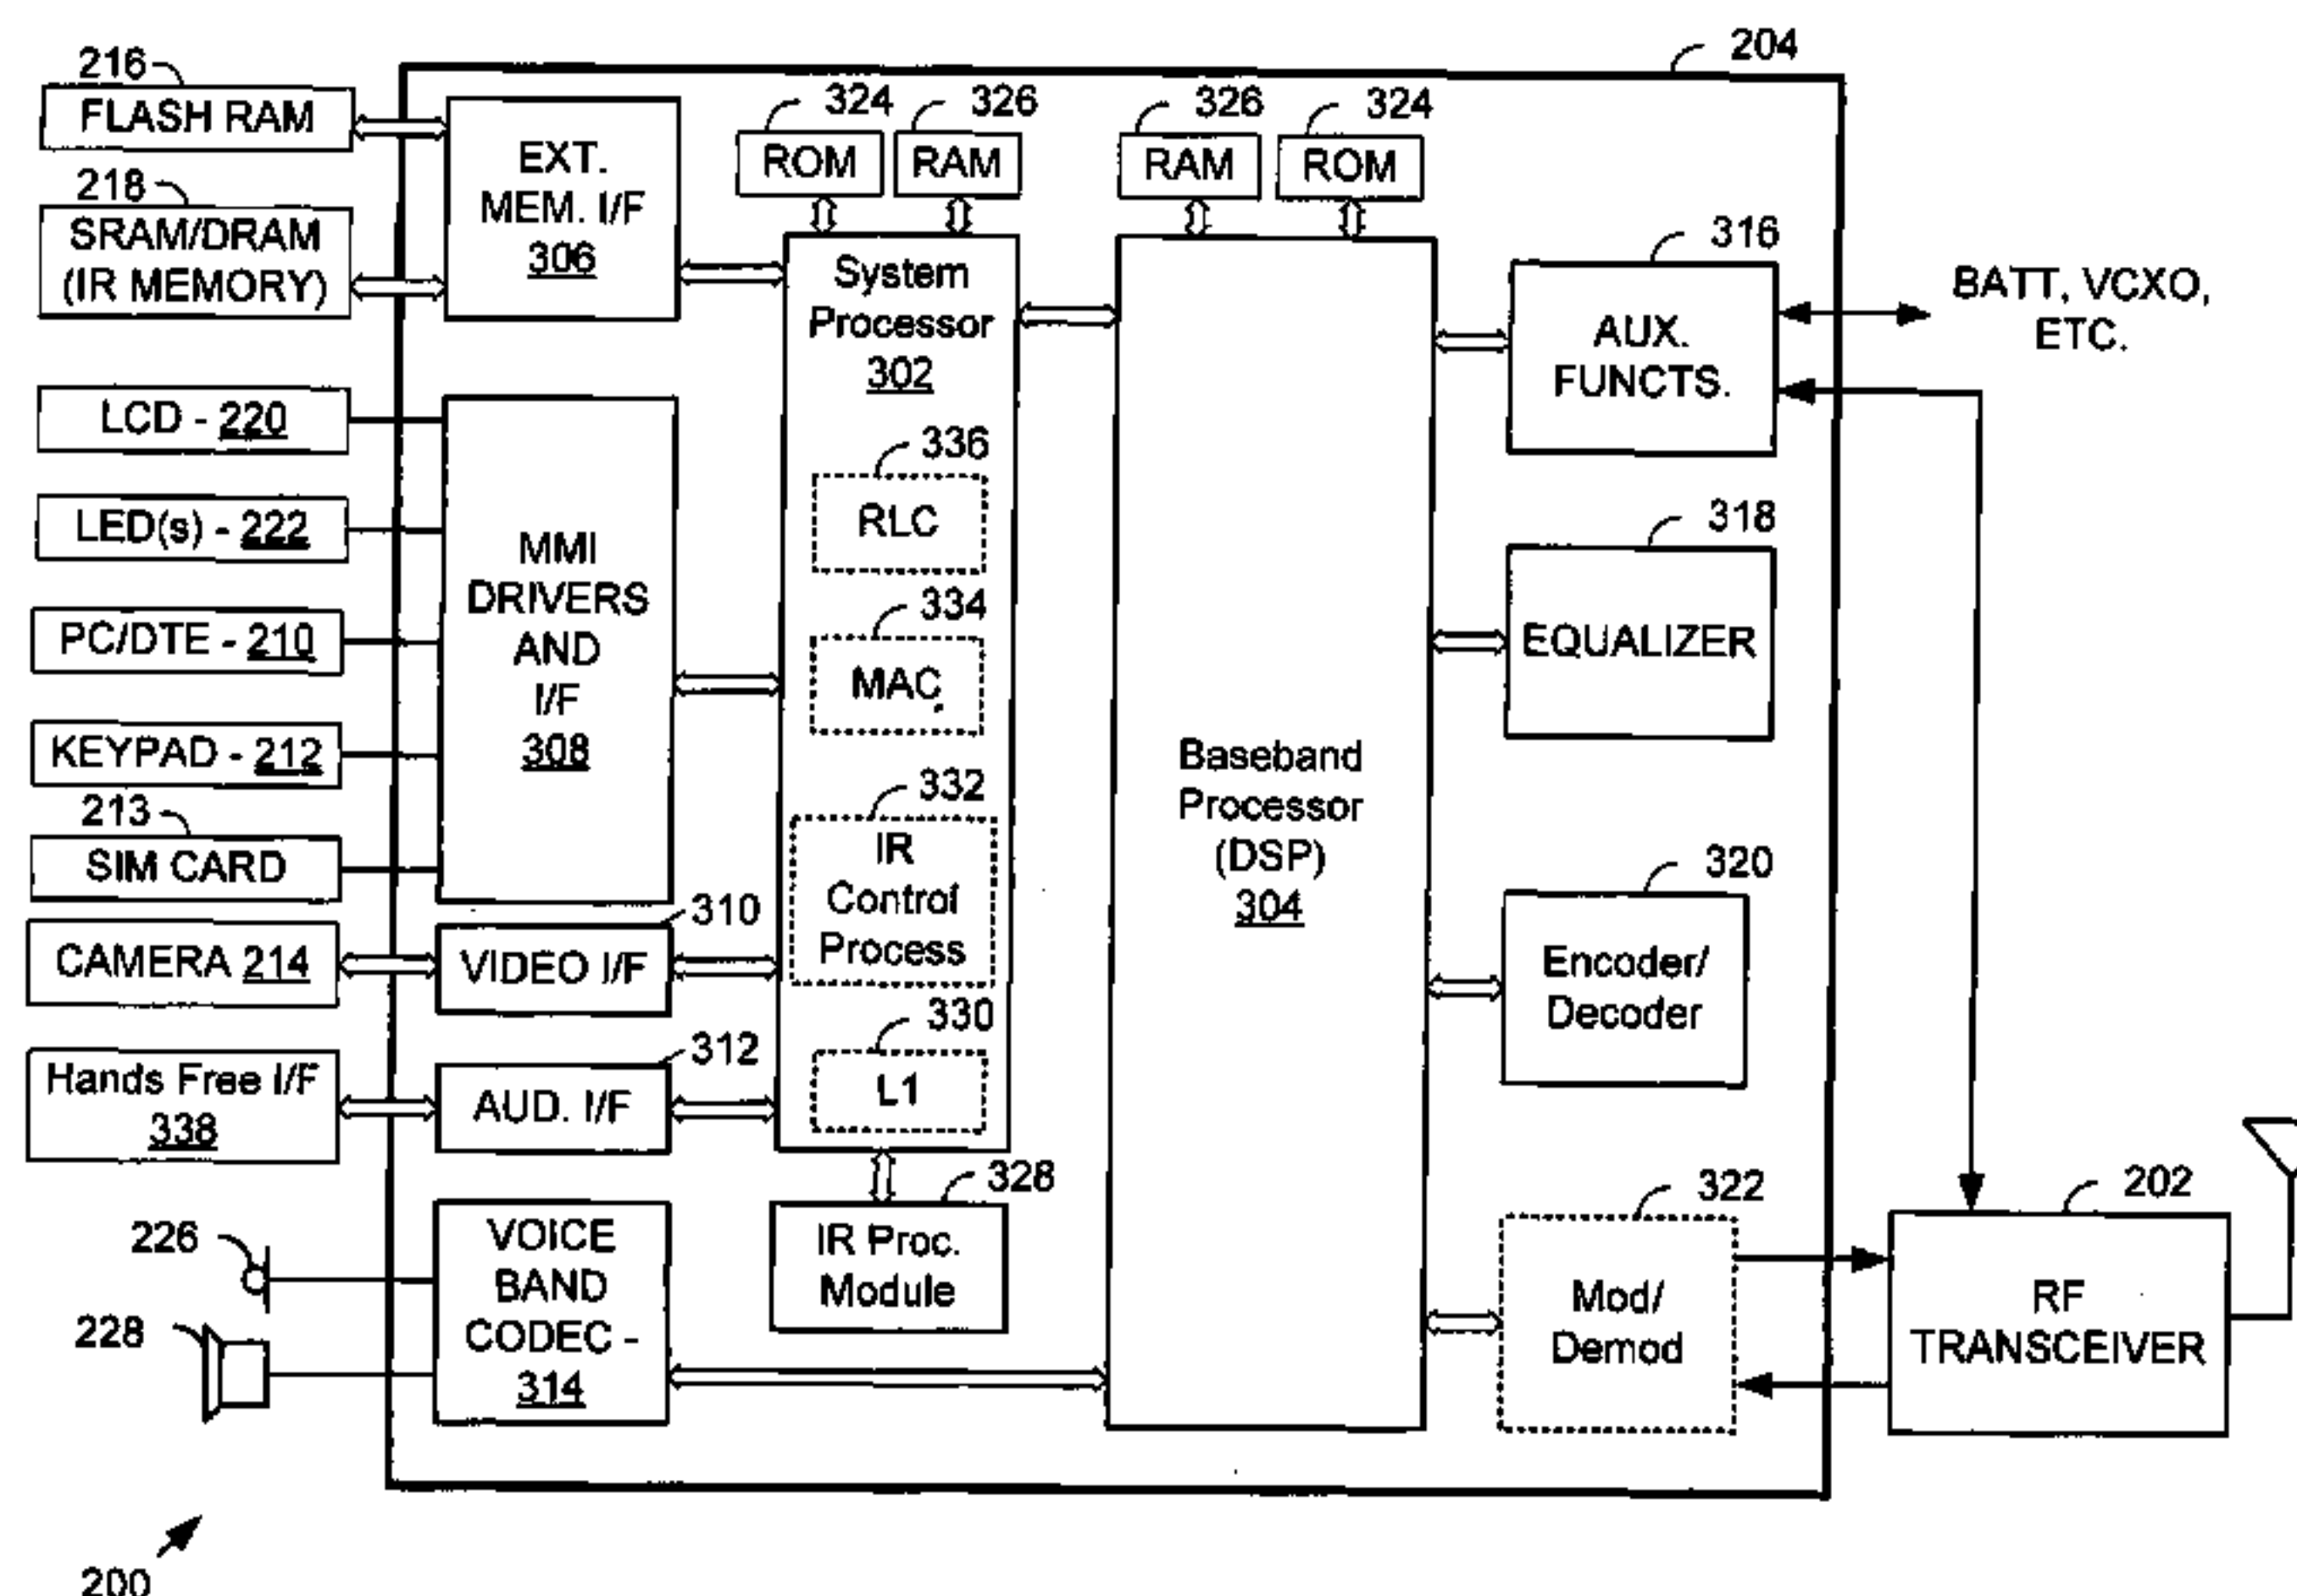 204
216
FLASH RAM
218
SRAM/DRAM
(IR MEMORY)
LCD - 220
LED(s) - 222
PC/DTE - 210
KEYPAD - 212
213
SIM CARD
CAMERA 214
Hands Free I/F
338
226
228
200
EXT.
MEM. I/F
306
MMI
DRIVERS
AND
I/F
308
310
VIDEO I/F
312
AUD. I/F
VOICE
BAND
CODEC -
314
324
ROM
326
RAM
System
Processor
302
336
RLC
334
MAC
332
IR
Control
Process
330
L1
328
IR Proc.
Module
326
RAM
324
ROM
Baseband
Processor
(DSP)
304
316
AUX.
FUNCTS.
BATT, VCXO,
ETC.
318
EQUALIZER
320
Encoder/
Decoder
322
Mod/
Demod
202
RF
TRANSCEIVER